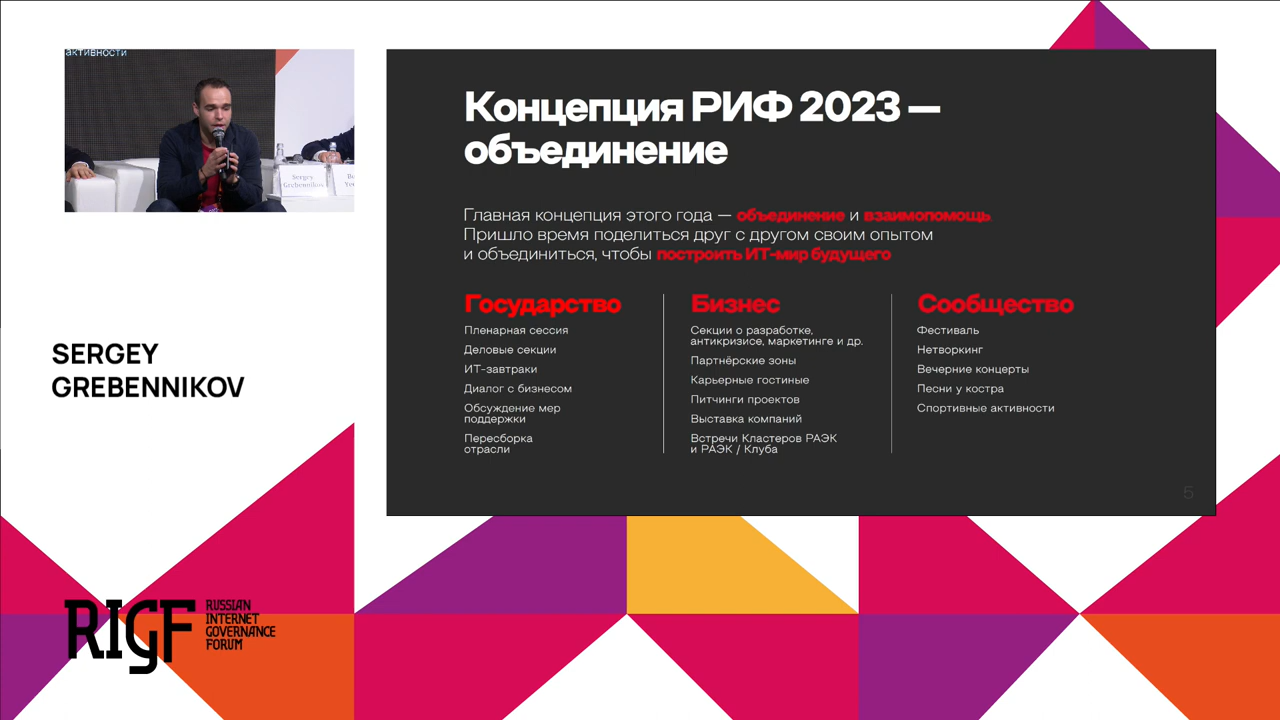 активности
Sergey
Grebennikov
SERGEY
GREBENNIKOV
Концепция РИФ 2023 —
объединение
Главная концепция этого года — объединение и взаимопомощь
Пришло время поделиться друг с другом своим опытом
и объединиться, чтобы построить ИТ-мир будущего
Государство
Пленарная сессия
Деловые секции
ИТ-завтраки
Диалог с бизнесом
Обсуждение мер
поддержки
Пересборка
отрасли
Бизнес
Секции о разработке,
антикризисе, маркетинге и др.
Партнёрские зоны
Карьерные гостиные
Питчинги проектов
Выставка компаний
Встречи Кластеров РАЭК
и РАЭК / Клуба
Сообщество
Фестиваль
Нетворкинг
Вечерние концерты
Песни у костра
Спортивные активности
5
RIGF
RUSSIAN
INTERNET
GOVERNANCE
FORUM